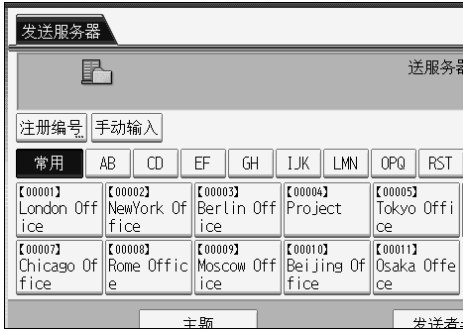 发送服务器
送服务器
注册编号
手动输入
常用 AB CD EF GH IJK LMN OPQ RST
【00001】 【00002】 【00003】 【00004】 【00005】
London Off NewYork Of Berlin Off Project Tokyo Offi
ice ffice ice ce
【00007】 【00008】 【00009】 【00010】 【00011】
Chicago Of Rome Offic Moscow Off Beijing Of Osaka Offe
fice e ice fice ce
主题
发送者